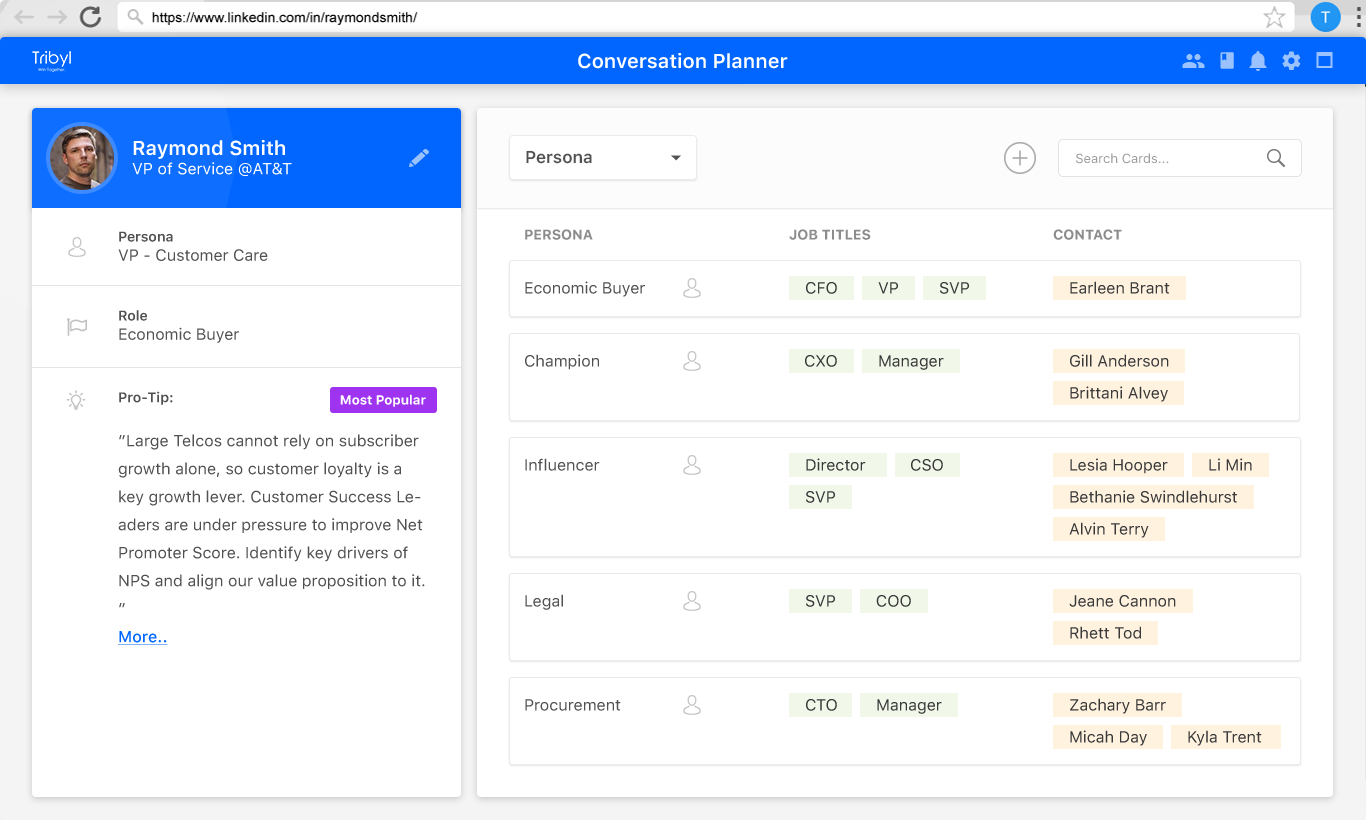 https://www.linkedin.com/in/raymondsmith/
T
Tribyl
Win Together.
Conversation Planner
Raymond Smith
VP of Service @AT&T
Persona
VP - Customer Care
Role
Economic Buyer
Pro-Tip:
Most Popular
“Large Telcos cannot rely on subscriber
growth alone, so customer loyalty is a
key growth lever. Customer Success Le-
aders are under pressure to improve Net
Promoter Score. Identify key drivers of
NPS and align our value proposition to it.
”
More..
Persona
Search Cards...
PERSONA JOB TITLES CONTACT
Economic Buyer CFO VP SVP Earleen Brant
Champion CXO Manager Gill Anderson
Brittani Alvey
Influencer Director CSO Lesia Hooper Li Min
SVP Bethanie Swindlehurst
Alvin Terry
Legal SVP COO Jeane Cannon
Rhett Tod
Procurement CTO Manager Zachary Barr
Micah Day Kyla Trent